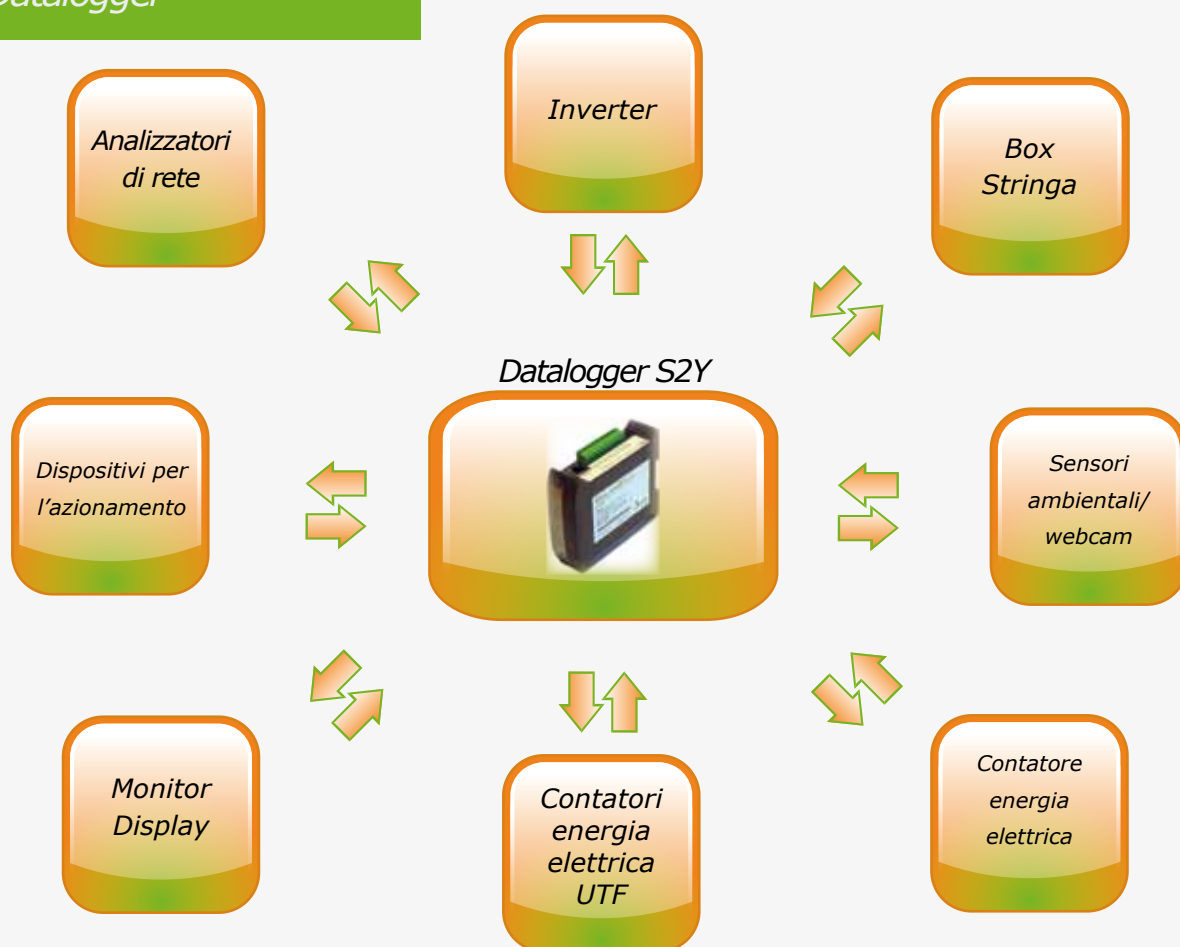 Datalogger
Inverter
Analizzatori
di rete
Box
Stringa
Datalogger S2Y
Dispositivi per
l'azionamento
Sensori
ambientali/
webcam
Monitor
Display
Contatori
energia
elettrica
UTF
Contatore
energia
elettrica